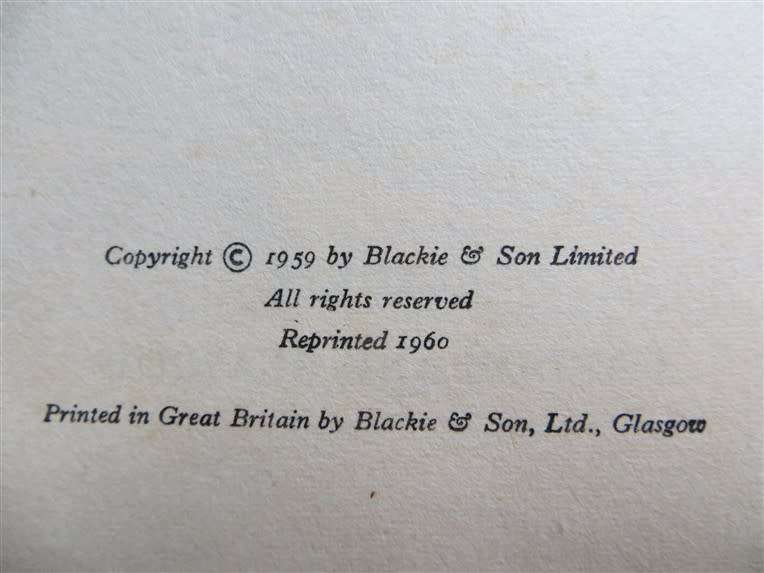 Copyright © 1959 by Blackie & Son Limited
All rights reserved
Reprinted 1960
Printed in Great Britain by Blackie & Son, Ltd., Glasgow